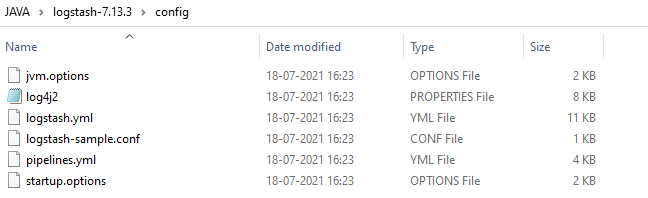 JAVA > logstash-7.13.3 > config
Name Date modified Type Size
jvm.options 18-07-2021 16:23 OPTIONS File 2 KB
log4j2 18-07-2021 16:23 PROPERTIES File 8 KB
logstash.yml 18-07-2021 16:23 YML File 11 KB
logstash-sample.conf 18-07-2021 16:23 CONF File 1 KB
pipelines.yml 18-07-2021 16:23 YML File 4 KB
startup.options 18-07-2021 16:23 OPTIONS File 2 KB